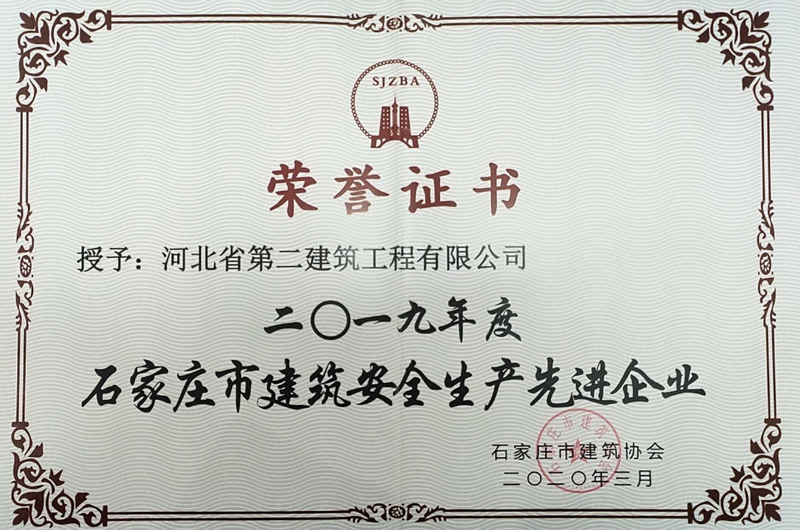 SJZBA
荣誉证书
授予：河北省第二建筑工程有限公司
二〇一九年度
石家庄市建筑安全生产先进企业
石家庄市建筑协会
二〇二〇年三月